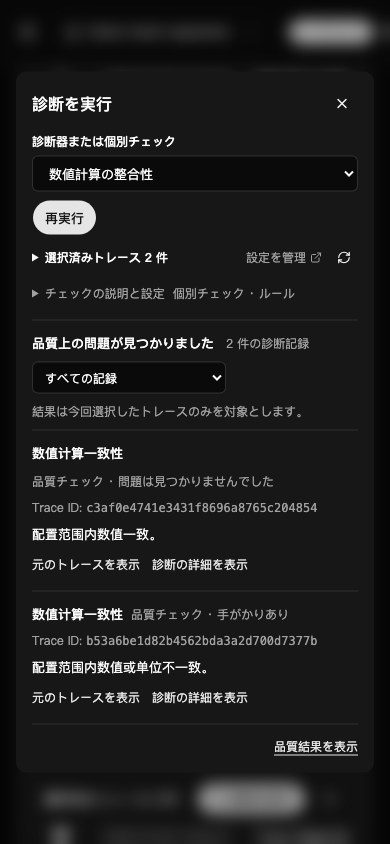 診断を実行
診断器または個別チェック
数値計算の整合性
再実行
選択済みトレース 2 件 設定を管理
チェックの説明と設定 個別チェック・ルール
品質上の問題が見つかりました 2 件の診断記録
すべての記録
結果は今回選択したトレースのみを対象とします。
数值计算一致性
品質チェック・問題は見つかりませんでした
Trace ID: c3af0e4741e3431f8696a8765c204854
配置范围内数值一致。
元のトレースを表示 診断の詳細を表示
数值计算一致性 品質チェック・手がかりあり
Trace ID: b53a6be1d82b4562bda3a2d700d7377b
配置范围内数值或单位不一致。
元のトレースを表示 診断の詳細を表示
品質結果を表示